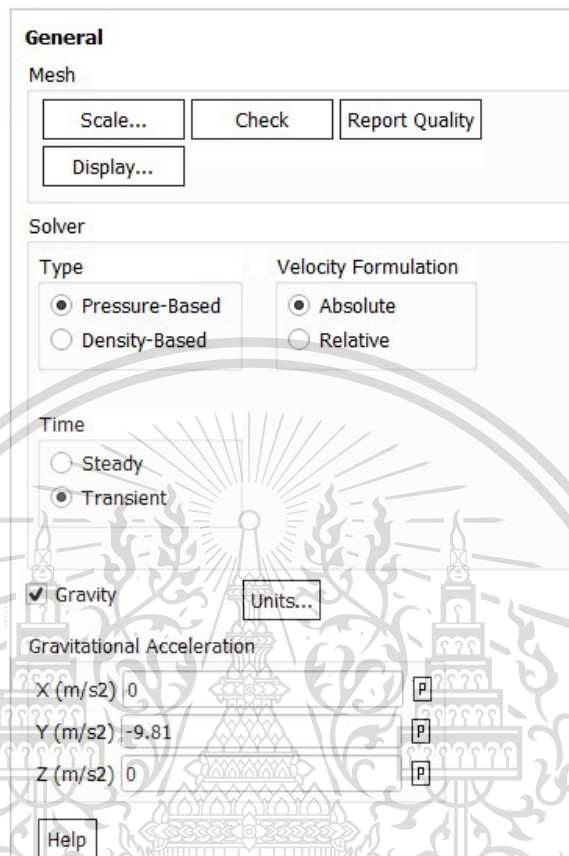 General
Mesh
Scale... Check Report Quality
Display...
Solver
Type Velocity Formulation
Pressure-Based Absolute
Density-Based Relative
Time
Steady
Transient
Gravity Units...
Gravitational Acceleration
X (m/s2) 0 P
Y (m/s2) -9.81 P
Z (m/s2) 0 P
Help